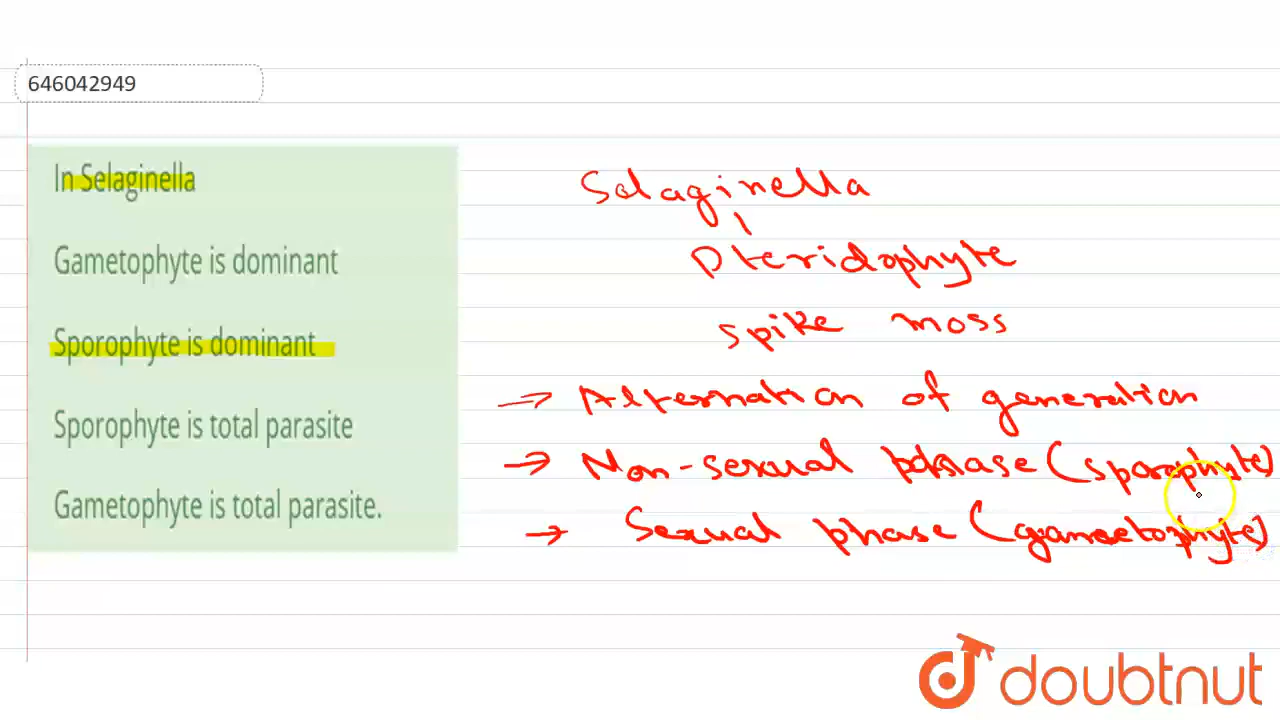 646042949
In Selaginella
Gametophyte is dominant
Sporophyte is dominant
Sporophyte is total parasite
Gametophyte is total parasite.
Selaginella
Pteridophyte
Spike moss
→ Alternation of generation
→ Non-sexual phase (sporophyte)
→ Sexual phase (gametophyte)
doubtnut